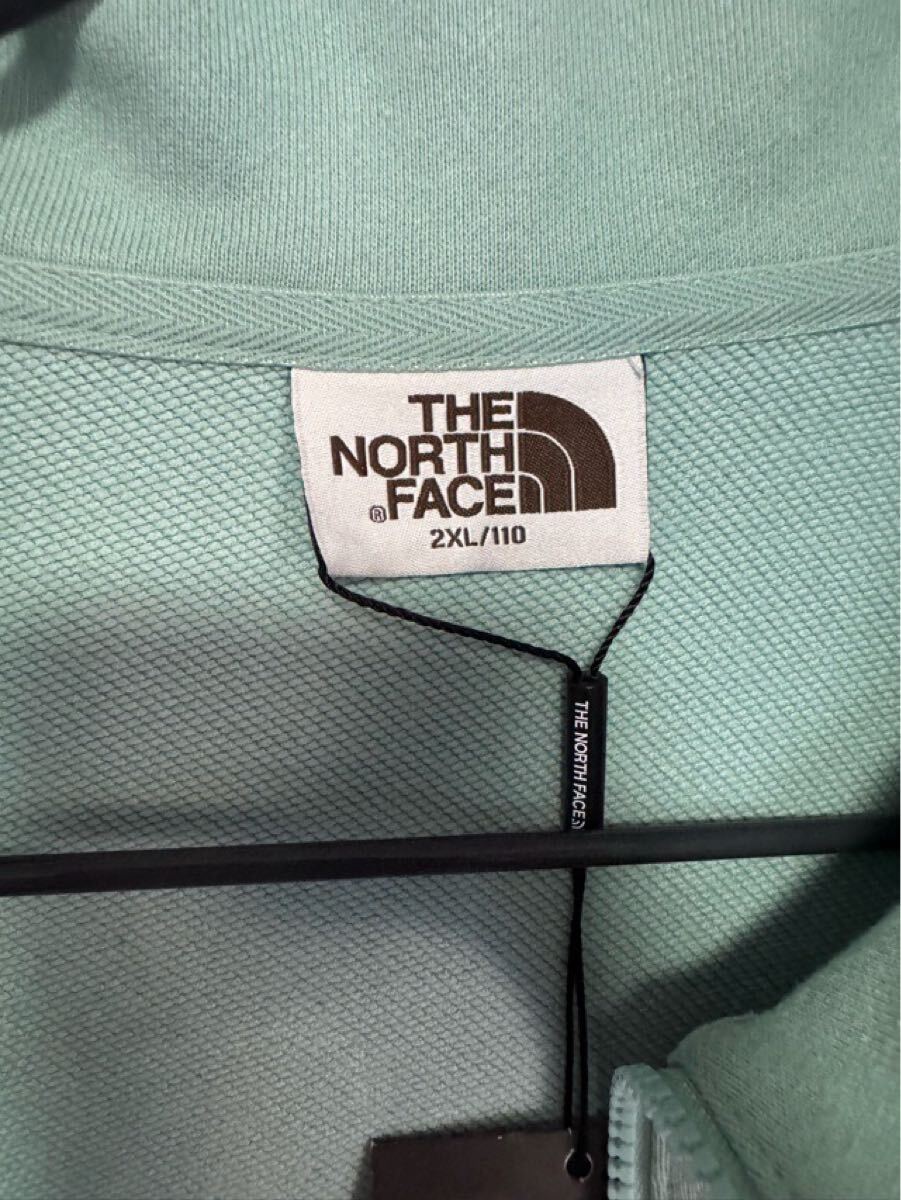 THE
NORTH
®FACE
2XL/110
THE NORTH FACE